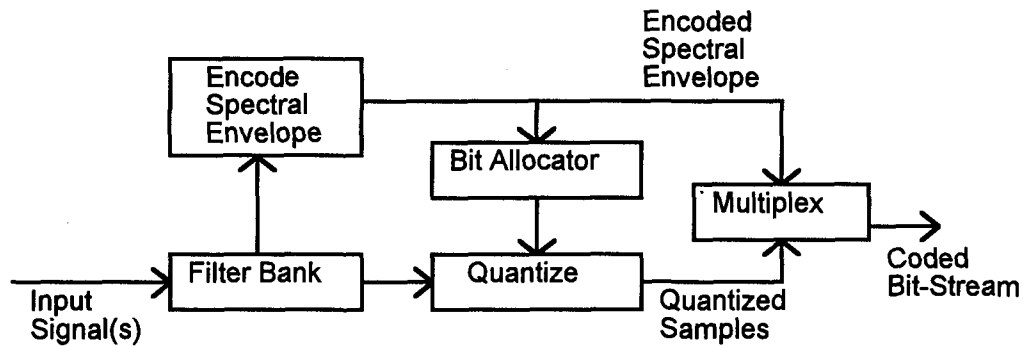 Encoded
Spectral
Envelope
Encode
Spectral
Envelope
Bit Allocator
Multiplex
Filter Bank
Quantize
Coded
Bit-Stream
Input
Signal(s)
Quantized
Samples